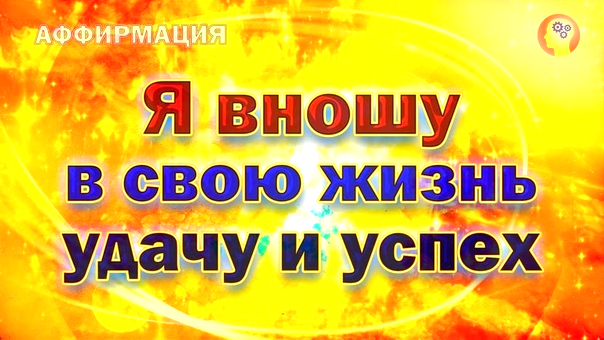 АФФИРМАЦИЯ
Я вношу
в свою жизнь
удачу и успех